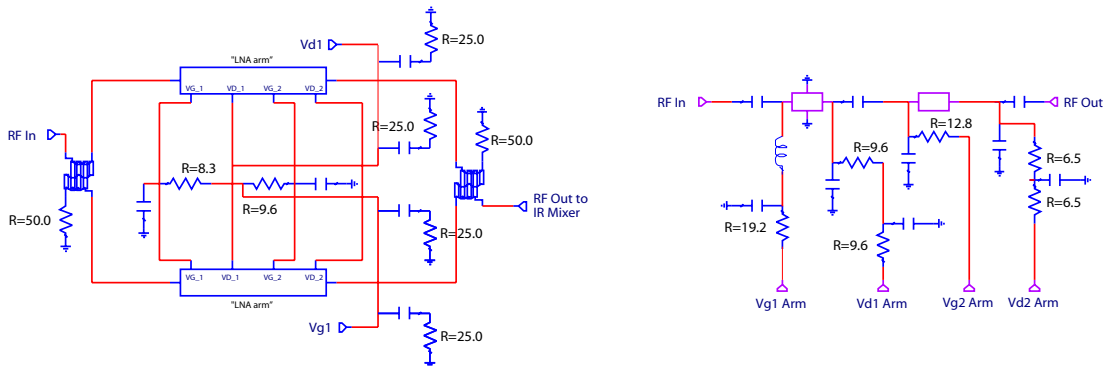 Vd1
R=25.0
"LNA arm"
VG_1 VD_1 VG_2 VD_2
RF In
R=25.0
R=50.0
R=8.3
R=9.6
R=50.0
RF Out to
IR Mixer
R=25.0
VG_1 VD_1 VG_2 VD_2
"LNA arm"
Vg1
R=25.0
RF In
RF Out
R=12.8
R=9.6
R=6.5
R=6.5
R=19.2
R=9.6
Vg1 Arm
Vd1 Arm
Vg2 Arm
Vd2 Arm